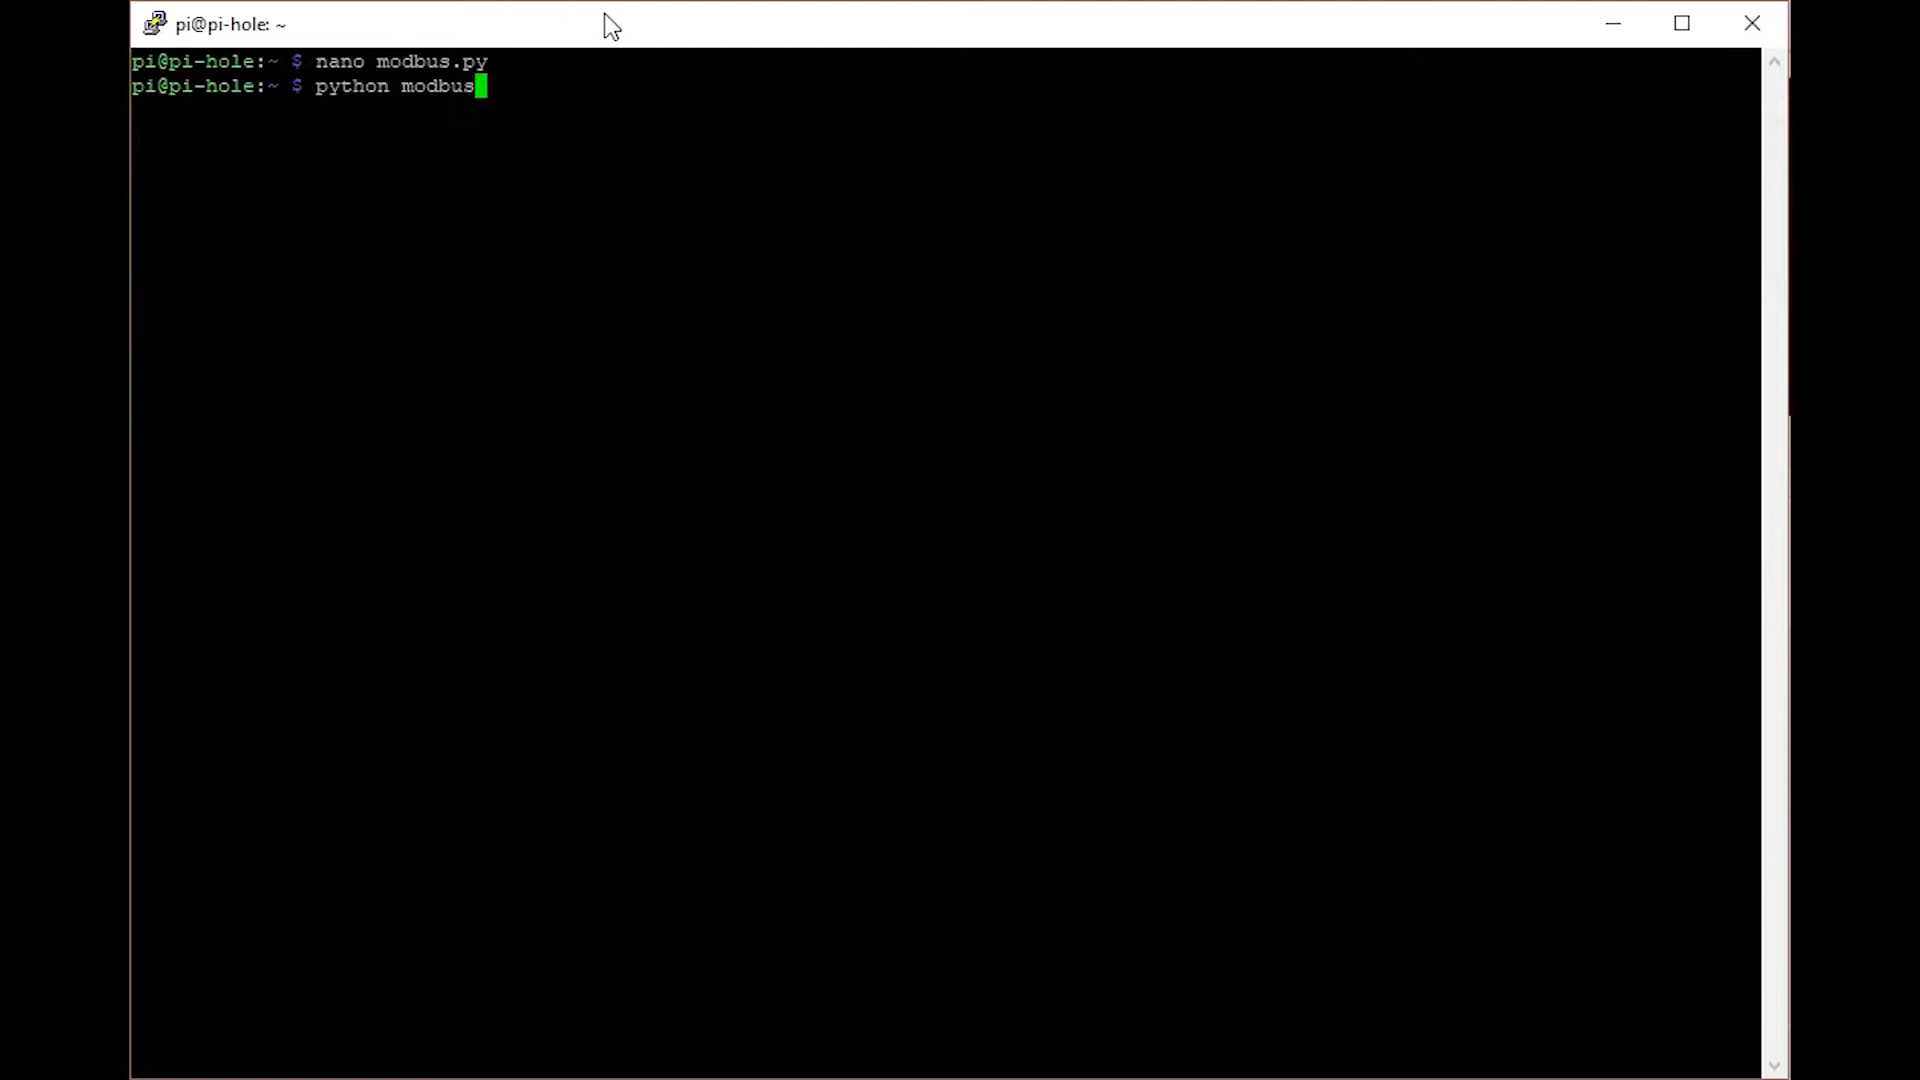 pi@pi-hole: ~
pi@pi-hole:~ $ nano modbus.py
pi@pi-hole:~ $ python modbus